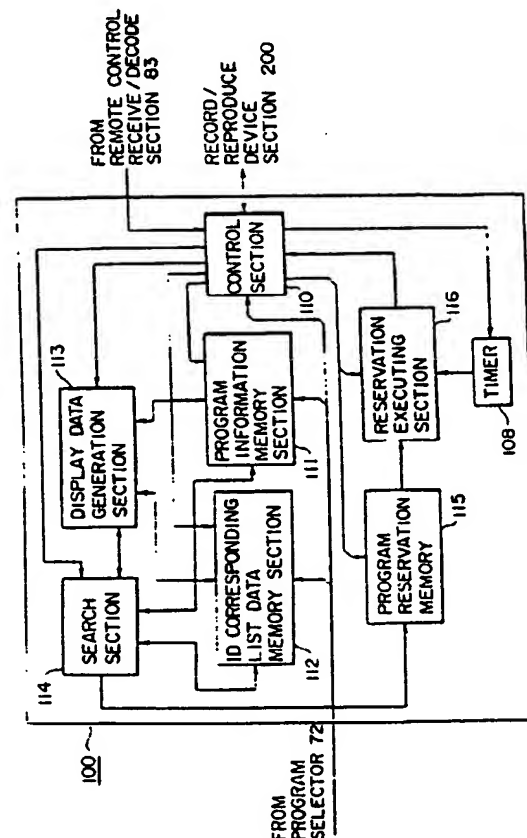 FROM
REMOTE CONTROL
RECEIVE/DECODE
SECTION 83
RECORD/
REPRODUCE
DEVICE
SECTION 200
100
114
SEARCH
SECTION
113
DISPLAY DATA
GENERATION
SECTION
CONTROL
SECTION
110
ID CORRESPONDING
LIST DATA
MEMORY SECTION
112
PROGRAM
INFORMATION
MEMORY
SECTION
111
FROM
PROGRAM
SELECTOR 72
PROGRAM
RESERVATION
MEMORY
115
RESERVATION
EXECUTING
SECTION
116
TIMER
108